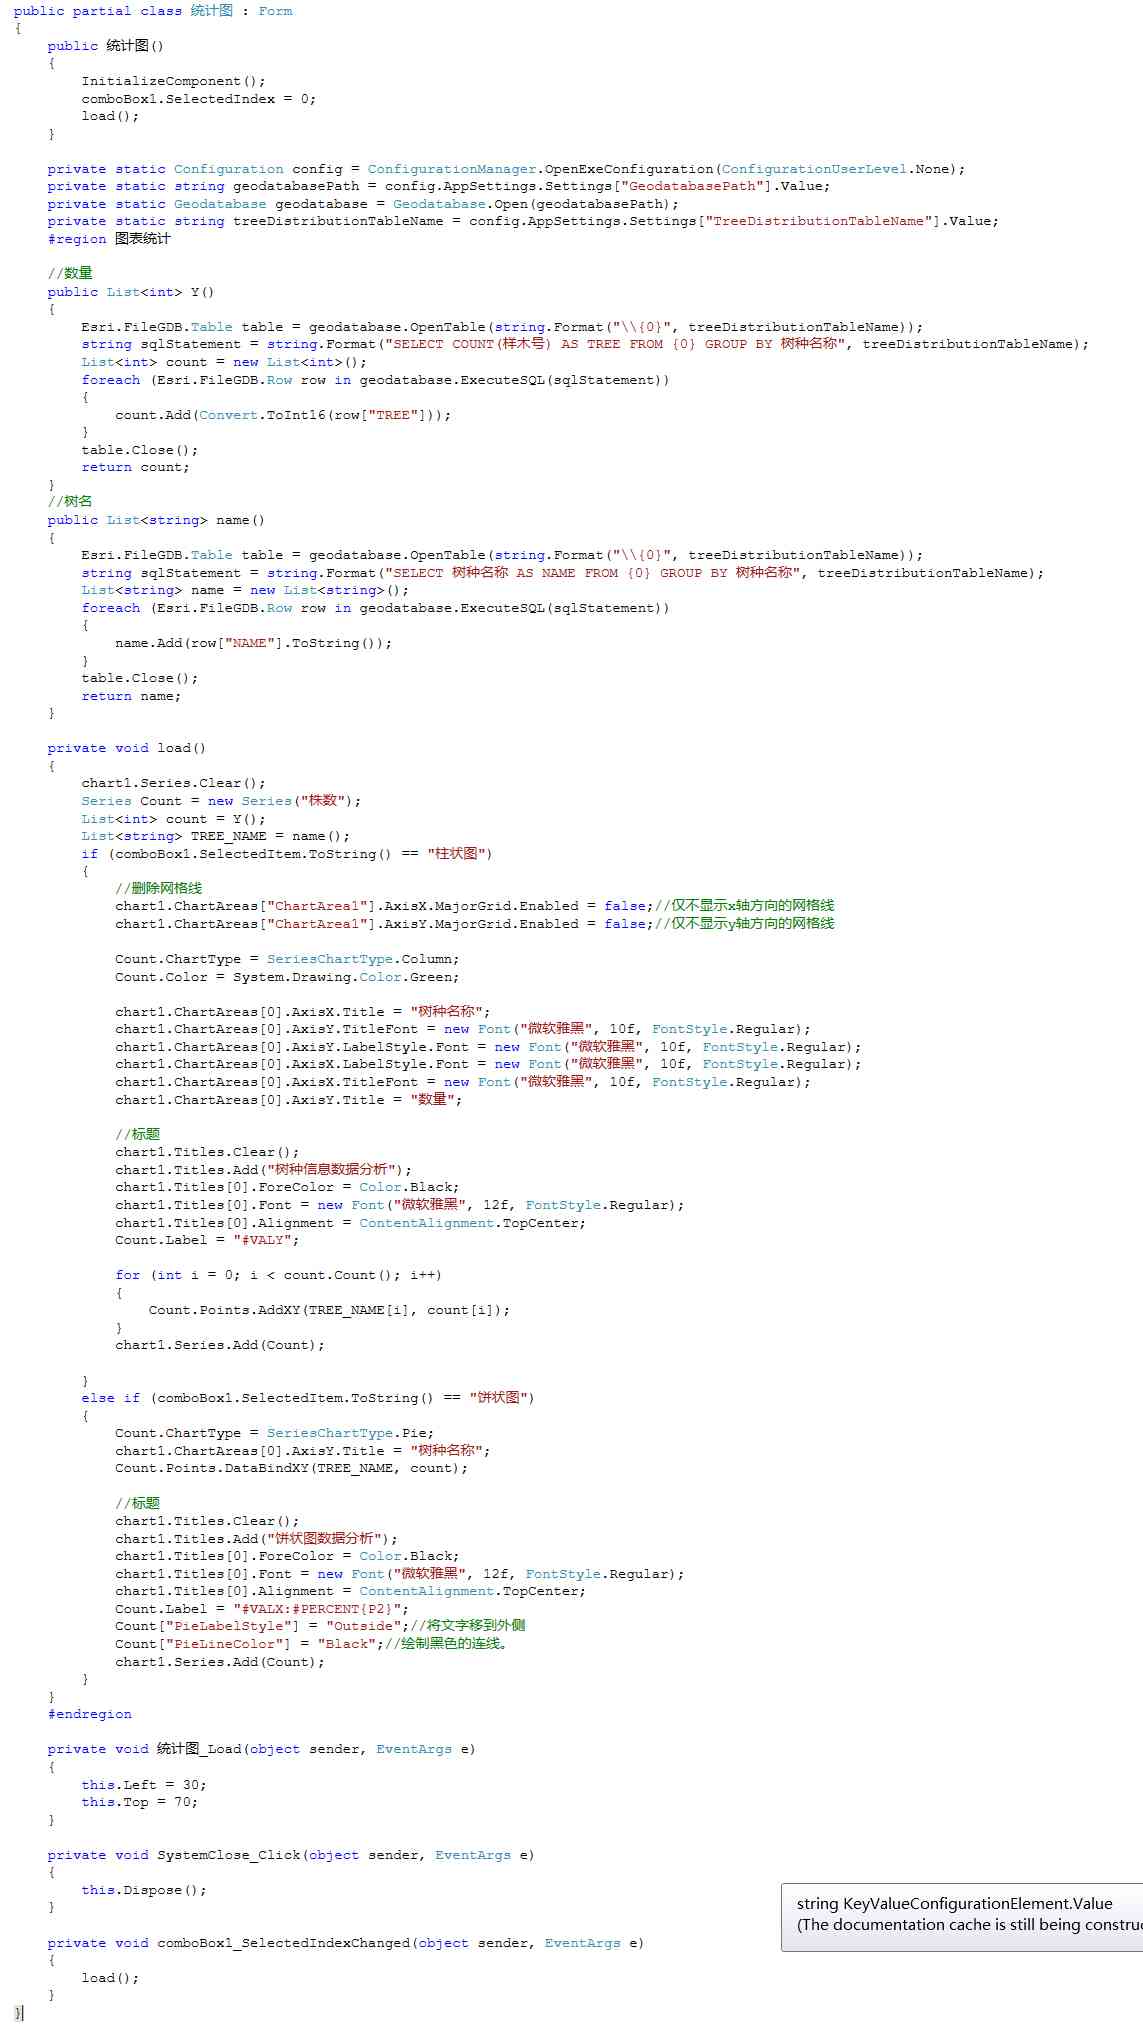 public partial class 统计图 : Form
{
    public 统计图()
    {
        InitializeComponent();
        comboBox1.SelectedIndex = 0;
        load();
    }

    private static Configuration config = ConfigurationManager.OpenExeConfiguration(ConfigurationUserLevel.None);
    private static string geodatabasePath = config.AppSettings.Settings["GeodatabasePath"].Value;
    private static Geodatabase geodatabase = Geodatabase.Open(geodatabasePath);
    private static string treeDistributionTableName = config.AppSettings.Settings["TreeDistributionTableName"].Value;
    #region 图表统计

    //数量
    public List<int> Y()
    {
        Esri.FileGDB.Table table = geodatabase.OpenTable(string.Format("\\{0}", treeDistributionTableName));
        string sqlStatement = string.Format("SELECT COUNT(样木号) AS TREE FROM {0} GROUP BY 树种名称", treeDistributionTableName);
        List<int> count = new List<int>();
        foreach (Esri.FileGDB.Row row in geodatabase.ExecuteSQL(sqlStatement))
        {
            count.Add(Convert.ToInt16(row["TREE"]));
        }
        table.Close();
        return count;
    }
    //树名
    public List<string> name()
    {
        Esri.FileGDB.Table table = geodatabase.OpenTable(string.Format("\\{0}", treeDistributionTableName));
        string sqlStatement = string.Format("SELECT 树种名称 AS NAME FROM {0} GROUP BY 树种名称", treeDistributionTableName);
        List<string> name = new List<string>();
        foreach (Esri.FileGDB.Row row in geodatabase.ExecuteSQL(sqlStatement))
        {
            name.Add(row["NAME"].ToString());
        }
        table.Close();
        return name;
    }

    private void load()
    {
        chart1.Series.Clear();
        Series Count = new Series("株数");
        List<int> count = Y();
        List<string> TREE_NAME = name();
        if (comboBox1.SelectedItem.ToString() == "柱状图")
        {
            //删除网格线
            chart1.ChartAreas["ChartArea1"].AxisX.MajorGrid.Enabled = false;//仅不显示x轴方向的网格线
            chart1.ChartAreas["ChartArea1"].AxisY.MajorGrid.Enabled = false;//仅不显示y轴方向的网格线

            Count.ChartType = SeriesChartType.Column;
            Count.Color = System.Drawing.Color.Green;

            chart1.ChartAreas[0].AxisX.Title = "树种名称";
            chart1.ChartAreas[0].AxisY.TitleFont = new Font("微软雅黑", 10f, FontStyle.Regular);
            chart1.ChartAreas[0].AxisY.LabelStyle.Font = new Font("微软雅黑", 10f, FontStyle.Regular);
            chart1.ChartAreas[0].AxisX.LabelStyle.Font = new Font("微软雅黑", 10f, FontStyle.Regular);
            chart1.ChartAreas[0].AxisX.TitleFont = new Font("微软雅黑", 10f, FontStyle.Regular);
            chart1.ChartAreas[0].AxisY.Title = "数量";

            //标题
            chart1.Titles.Clear();
            chart1.Titles.Add("树种信息数据分析");
            chart1.Titles[0].ForeColor = Color.Black;
            chart1.Titles[0].Font = new Font("微软雅黑", 12f, FontStyle.Regular);
            chart1.Titles[0].Alignment = ContentAlignment.TopCenter;
            Count.Label = "#VALY";

            for (int i = 0; i < count.Count(); i++)
            {
                Count.Points.AddXY(TREE_NAME[i], count[i]);
            }
            chart1.Series.Add(Count);

        }
        else if (comboBox1.SelectedItem.ToString() == "饼状图")
        {
            Count.ChartType = SeriesChartType.Pie;
            chart1.ChartAreas[0].AxisY.Title = "树种名称";
            Count.Points.DataBindXY(TREE_NAME, count);

            //标题
            chart1.Titles.Clear();
            chart1.Titles.Add("饼状图数据分析");
            chart1.Titles[0].ForeColor = Color.Black;
            chart1.Titles[0].Font = new Font("微软雅黑", 12f, FontStyle.Regular);
            chart1.Titles[0].Alignment = ContentAlignment.TopCenter;
            Count.Label = "#VALX:#PERCENT{P2}";
            Count["PieLabelStyle"] = "Outside";//将文字移到外侧
            Count["PieLineColor"] = "Black";//绘制黑色的连线。
            chart1.Series.Add(Count);
        }
    }
    #endregion

    private void 统计图_Load(object sender, EventArgs e)
    {
        this.Left = 30;
        this.Top = 70;
    }

    private void SystemClose_Click(object sender, EventArgs e)
    {
        this.Dispose();
    }

    private void comboBox1_SelectedIndexChanged(object sender, EventArgs e)
    {
        load();
    }
}
string KeyValueConfigurationElement.Value
(The documentation cache is still being constru